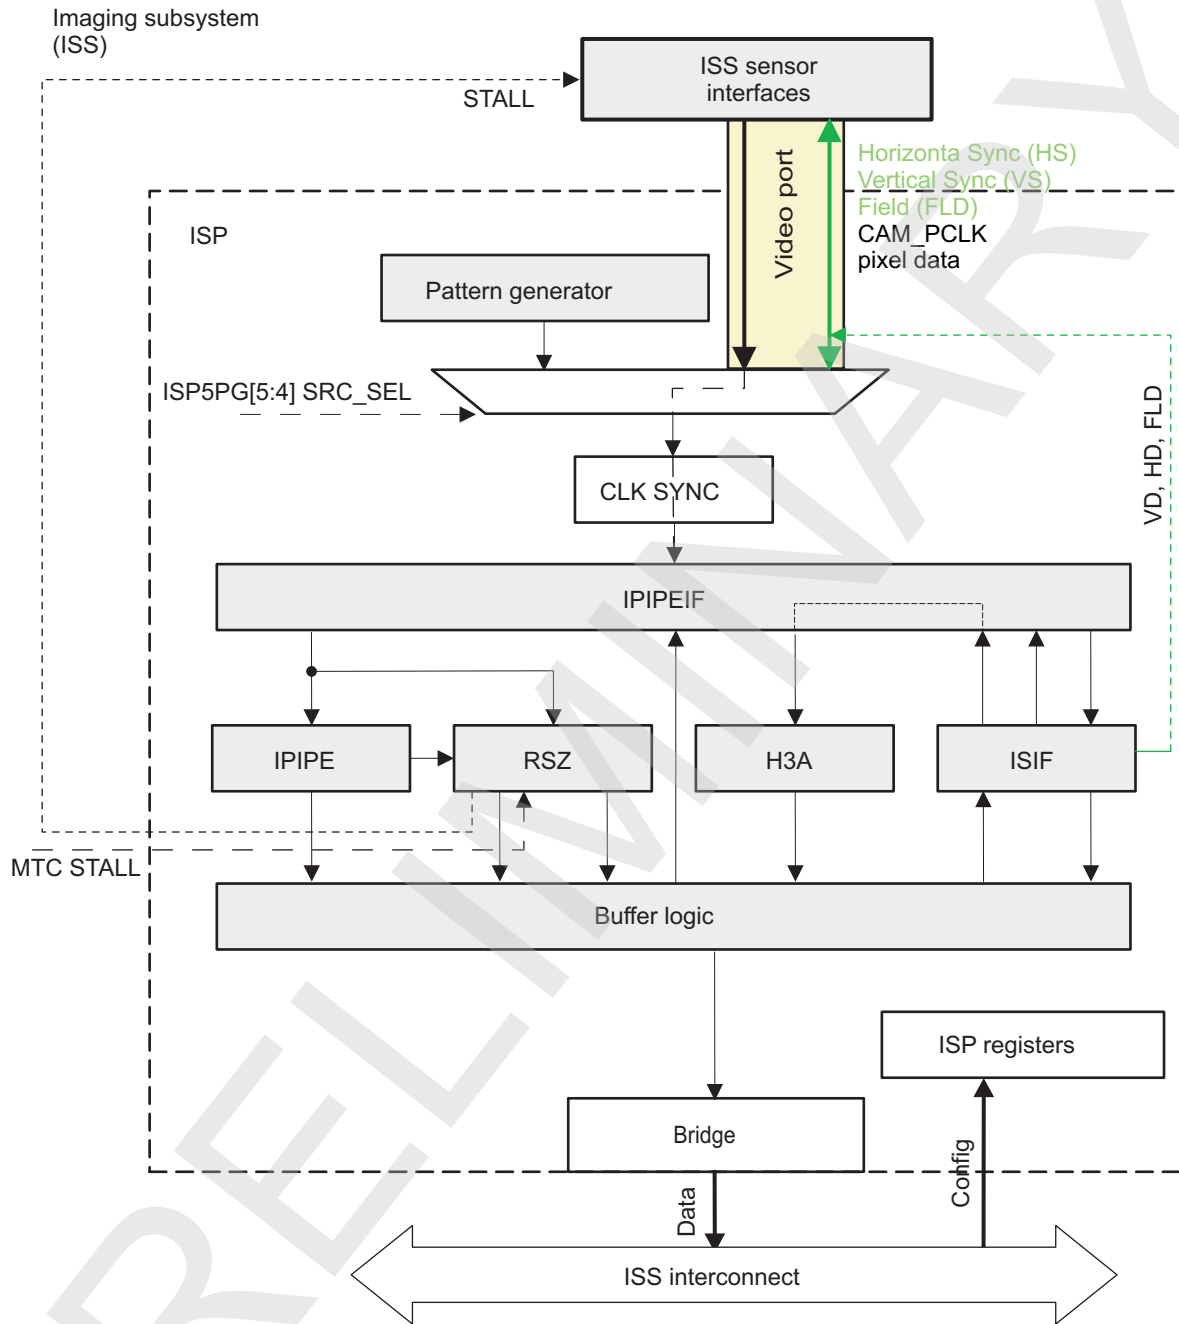 Imaging subsystem
(ISS)
ISS sensor
interfaces
STALL
Video port
Horizonta Sync (HS)
Vertical Sync (VS)
Field (FLD)
CAM_PCLK
pixel data
ISP
Pattern generator
ISP5PG[5:4] SRC_SEL
CLK SYNC
VD, HD, FLD
IPIPEIF
IPIPE
RSZ
H3A
ISIF
MTC STALL
Buffer logic
ISP registers
Bridge
Config
Data
ISS interconnect
RELIMINARY